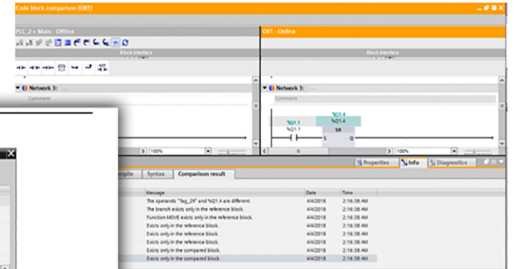 Code block comparison (OB1)
PLC_2 > Main - Offline
OB1 - Online
Block interface
Block interface
Network 3: ....
Network 3: ....
Comment
Comment
%Q1.4
%Q1.1
%Q1.4
%Q1.1
SR
S Q
100%
100%
Properties
Info
Diagnostics
Syntax
Comparison result
Message
Date
Time
The operands "Tag_29" and %Q1.4 are different.
4/4/2018
2:16:38 AM
The branch exists only in the reference block.
4/4/2018
2:16:38 AM
Function MOVE exists only in the reference block.
4/4/2018
2:16:38 AM
Exists only in the reference block.
4/4/2018
2:16:38 AM
Exists only in the reference block.
4/4/2018
2:16:38 AM
Exists only in the reference block.
4/4/2018
2:16:38 AM
Exists only in the compared block.
4/4/2018
2:16:38 AM
Exists only in the compared block.
4/4/2018
2:16:38 AM